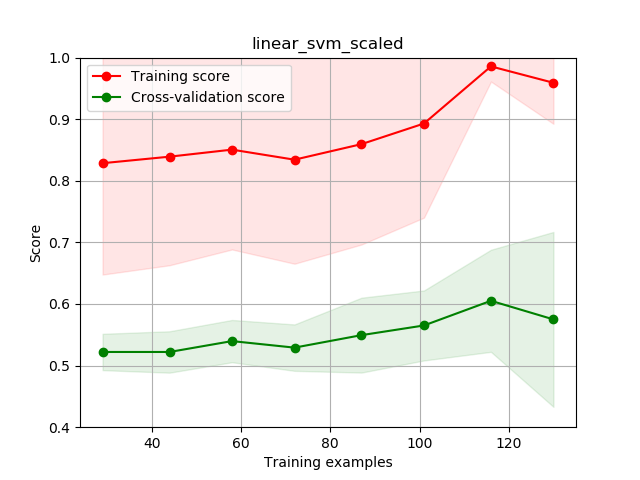 linear_svm_scaled
Training score
Cross-validation score
1.0
0.9
0.8
0.7
0.6
0.5
0.4
Score
40 60 80 100 120
Training examples